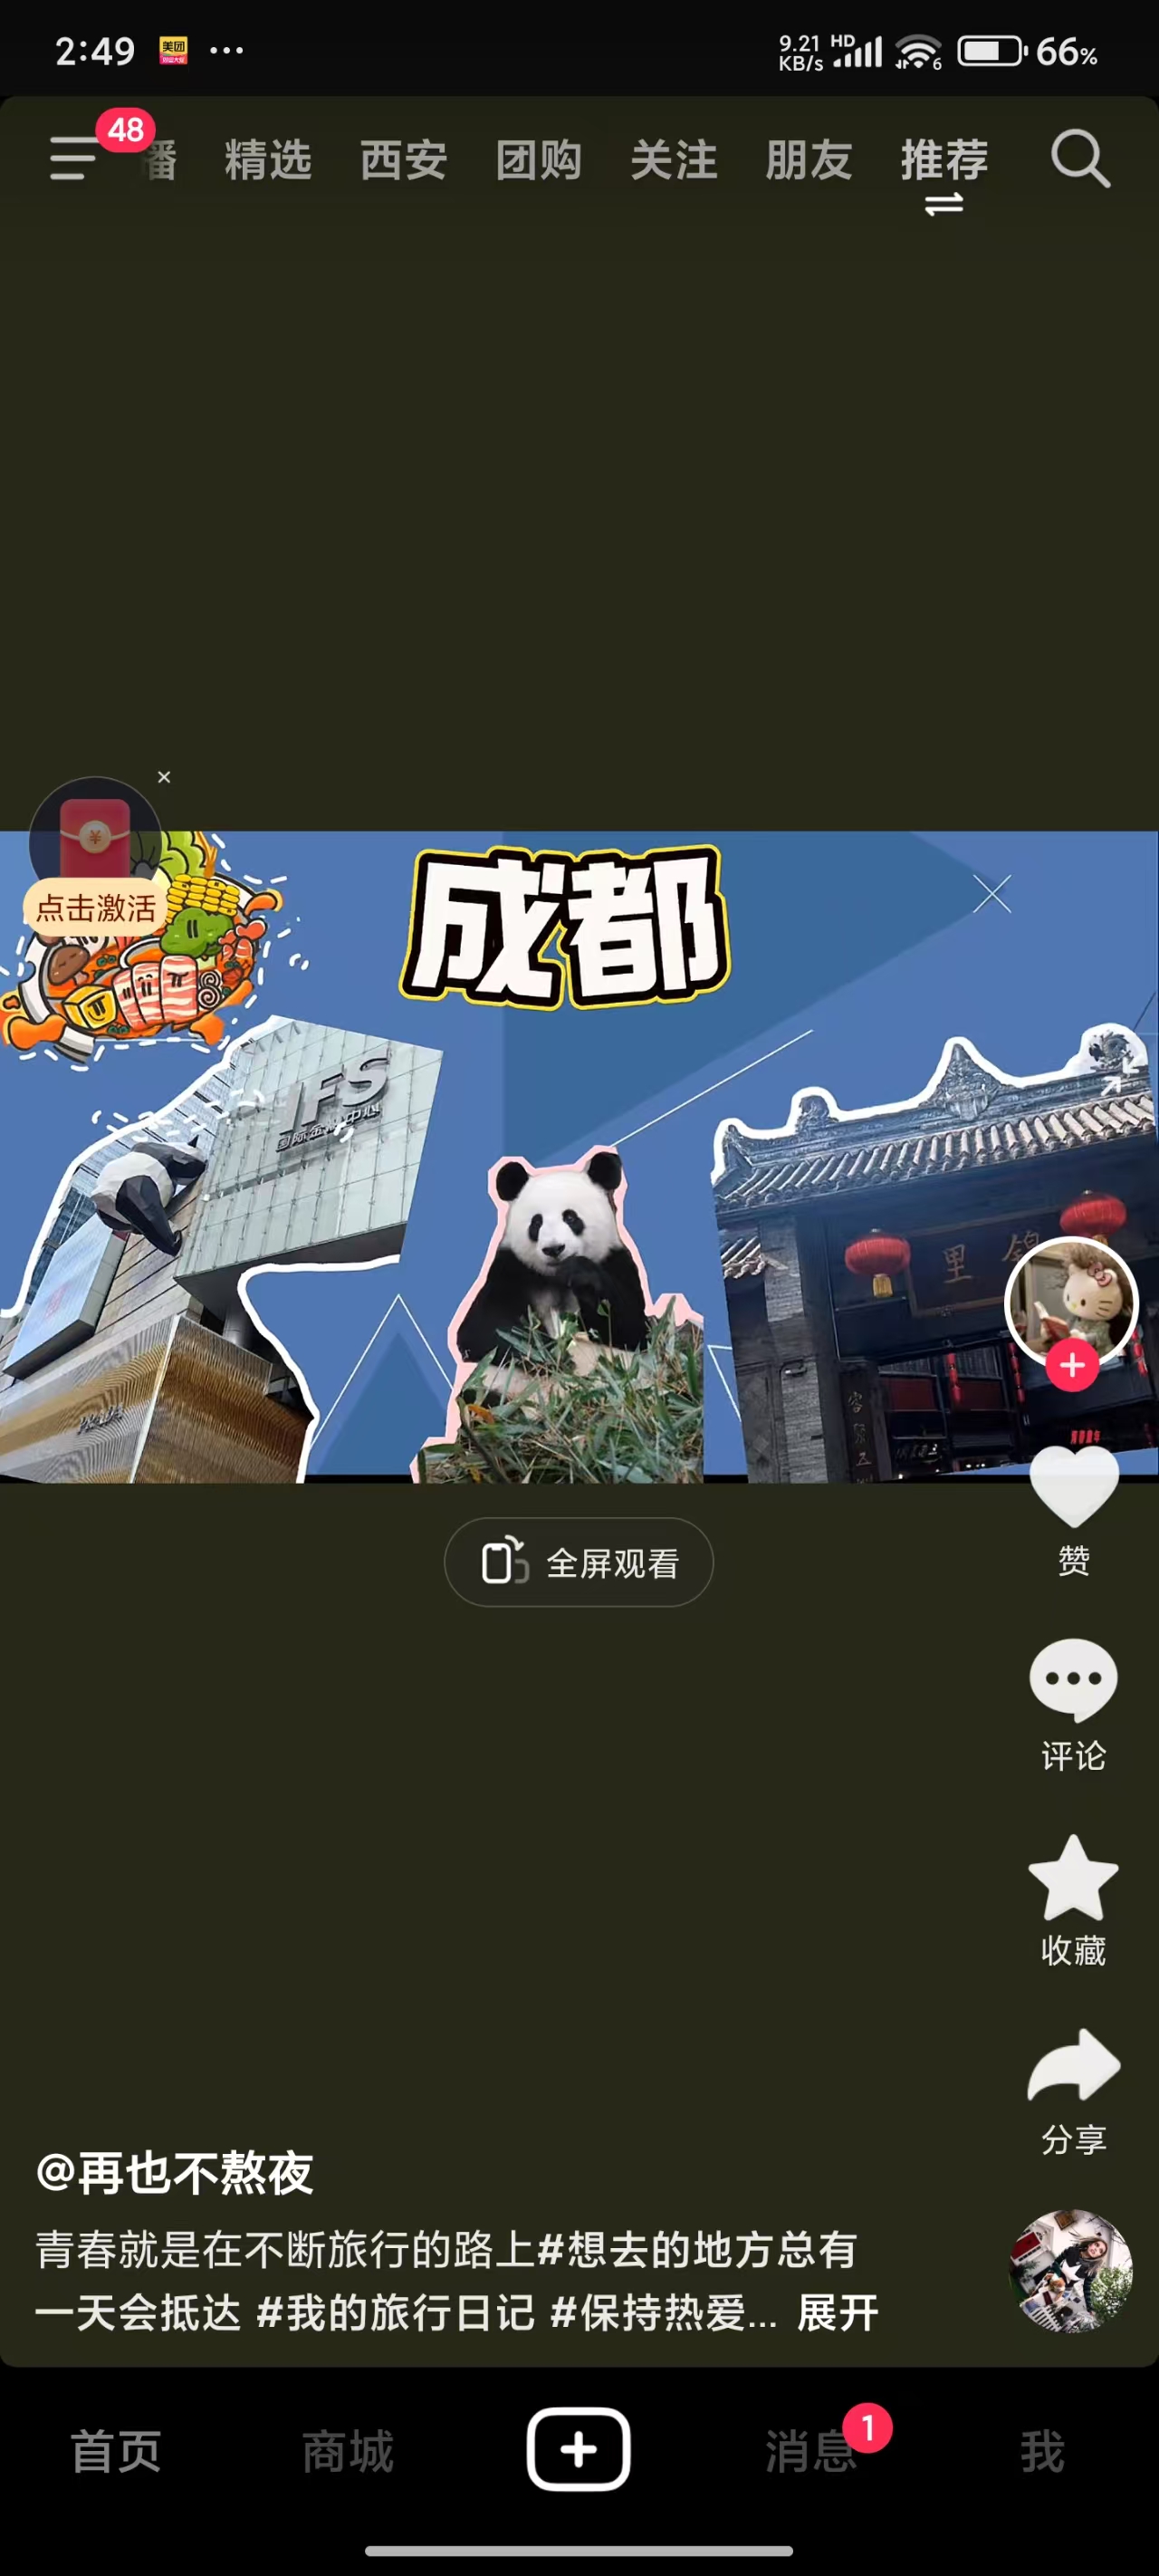 2:49 美团 ... 9.21 KB/s HD 6 66%
48
播 精选 西安 团购 关注 朋友 推荐
点击激活
成都
IFS
国际金融中心
里 锦
全屏观看
赞
评论
收藏
分享
@再也不熬夜
青春就是在不断旅行的路上#想去的地方总有
一天会抵达 #我的旅行日记 #保持热爱... 展开
首页 商城 消息 1 我